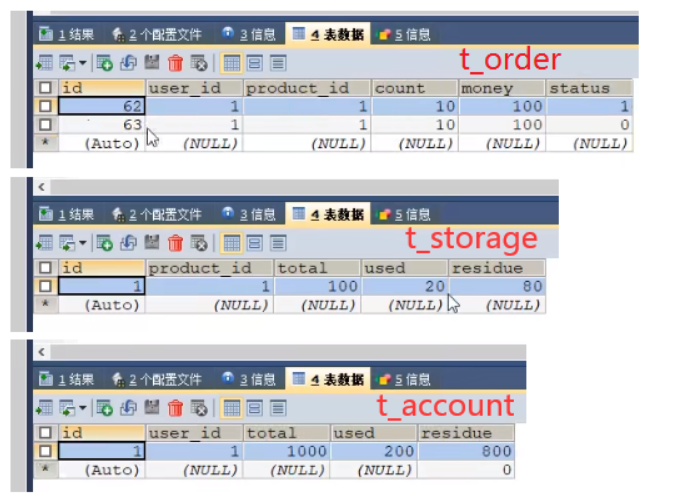 1 结果 2 个配置文件 3 信息 4 表数据 5 信息
t_order
id user_id product_id count money status
62 1 1 10 100 1
63 1 1 10 100 0
* (Auto) (NULL) (NULL) (NULL) (NULL) (NULL)
<
1 结果 2 个配置文件 3 信息 4 表数据 5 信息
t_storage
id product_id total used residue
1 1 100 20 80
* (Auto) (NULL) (NULL) (NULL) (NULL)
<
1 结果 2 个配置文件 3 信息 4 表数据 5 信息
t_account
id user_id total used residue
1 1 1000 200 800
* (Auto) (NULL) (NULL) (NULL) 0